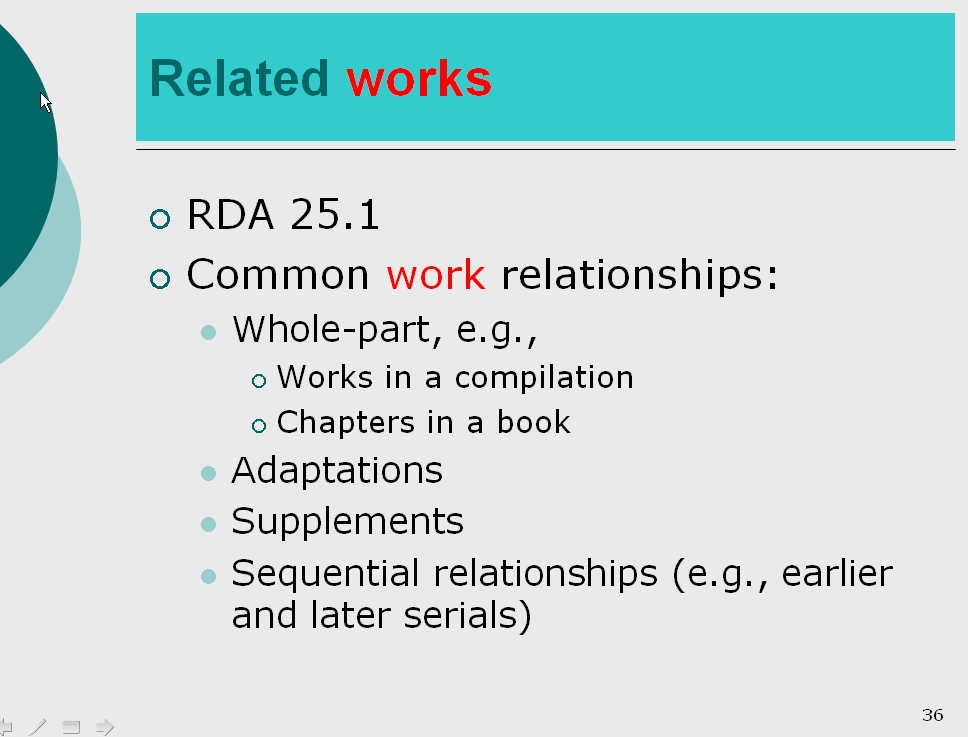 Related works
RDA 25.1
Common work relationships:
Whole-part, e.g.,
Works in a compilation
Chapters in a book
Adaptations
Supplements
Sequential relationships (e.g., earlier
and later serials)
36